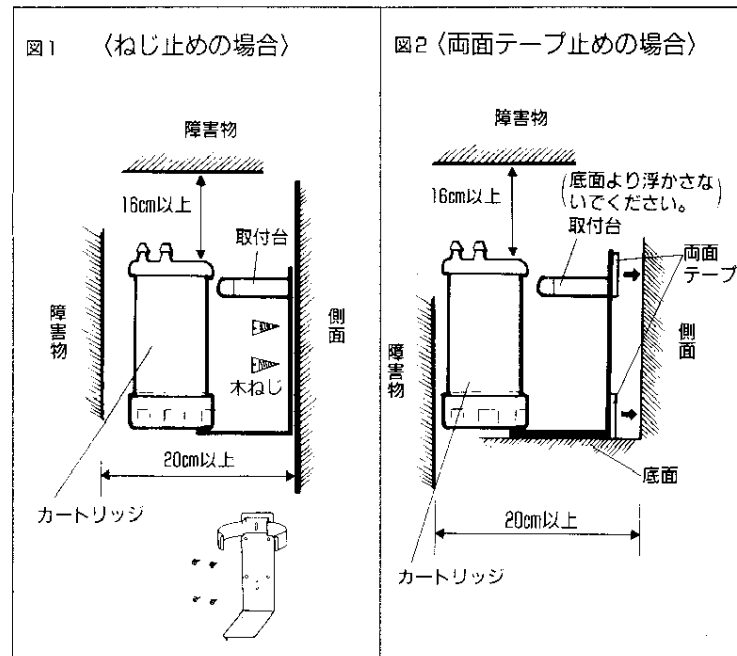 図1 〈ねじ止めの場合〉
障害物
16cm以上
取付台
障害物
側面
木ねじ
20cm以上
カートリッジ
図2〈両面テープ止めの場合〉
障害物
16cm以上
(底面より浮かさな
いでください。)
取付台
両面
テープ
障害物
側面
底面
20cm以上
カートリッジ